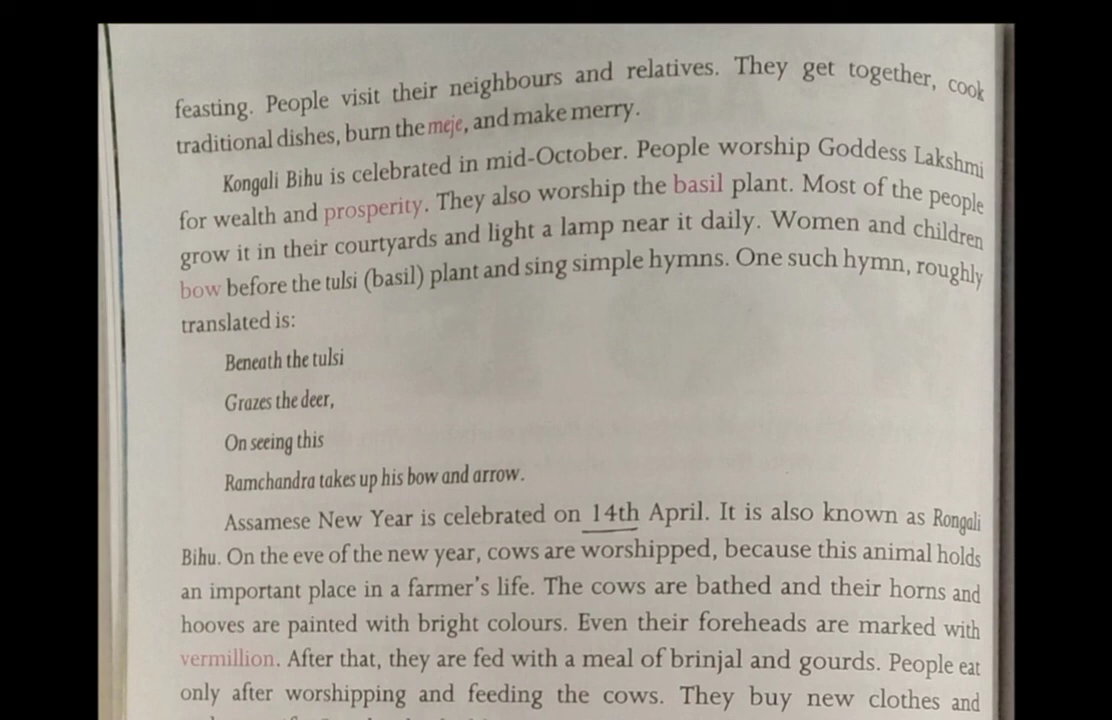 feasting. People visit their neighbours and relatives. They get together, cook
traditional dishes, burn the meje, and make merry.
Kongali Bihu is celebrated in mid-October. People worship Goddess Lakshmi
for wealth and prosperity. They also worship the basil plant. Most of the people
grow it in their courtyards and light a lamp near it daily. Women and children
bow before the tulsi (basil) plant and sing simple hymns. One such hymn, roughly
translated is:
Beneath the tulsi
Grazes the deer,
On seeing this
Ramchandra takes up his bow and arrow.
Assamese New Year is celebrated on 14th April. It is also known as Rongali
Bihu. On the eve of the new year, cows are worshipped, because this animal holds
an important place in a farmer's life. The cows are bathed and their horns and
hooves are painted with bright colours. Even their foreheads are marked with
vermillion. After that, they are fed with a meal of brinjal and gourds. People eat
only after worshipping and feeding the cows. They buy new clothes and